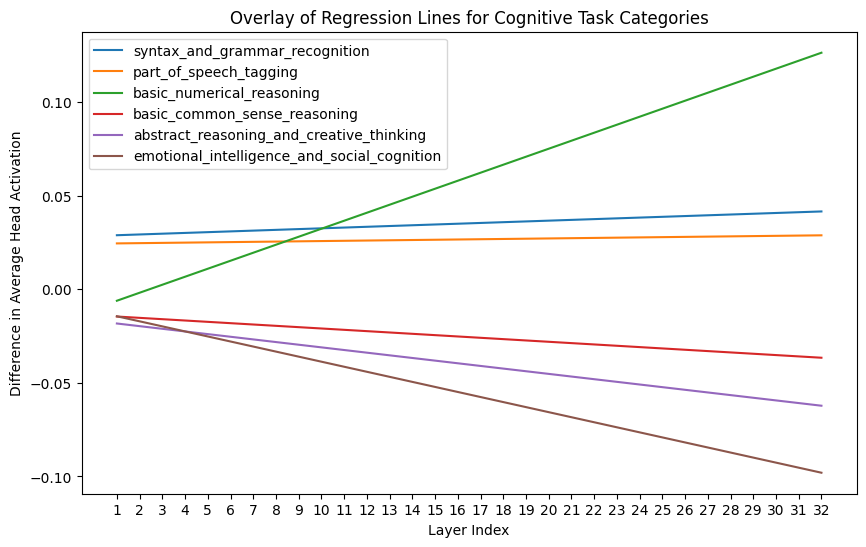 Overlay of Regression Lines for Cognitive Task Categories
syntax_and_grammar_recognition
part_of_speech_tagging
basic_numerical_reasoning
basic_common_sense_reasoning
abstract_reasoning_and_creative_thinking
emotional_intelligence_and_social_cognition
Difference in Average Head Activation
0.10
0.05
0.00
−0.05
−0.10
1 2 3 4 5 6 7 8 9 10 11 12 13 14 15 16 17 18 19 20 21 22 23 24 25 26 27 28 29 30 31 32
Layer Index